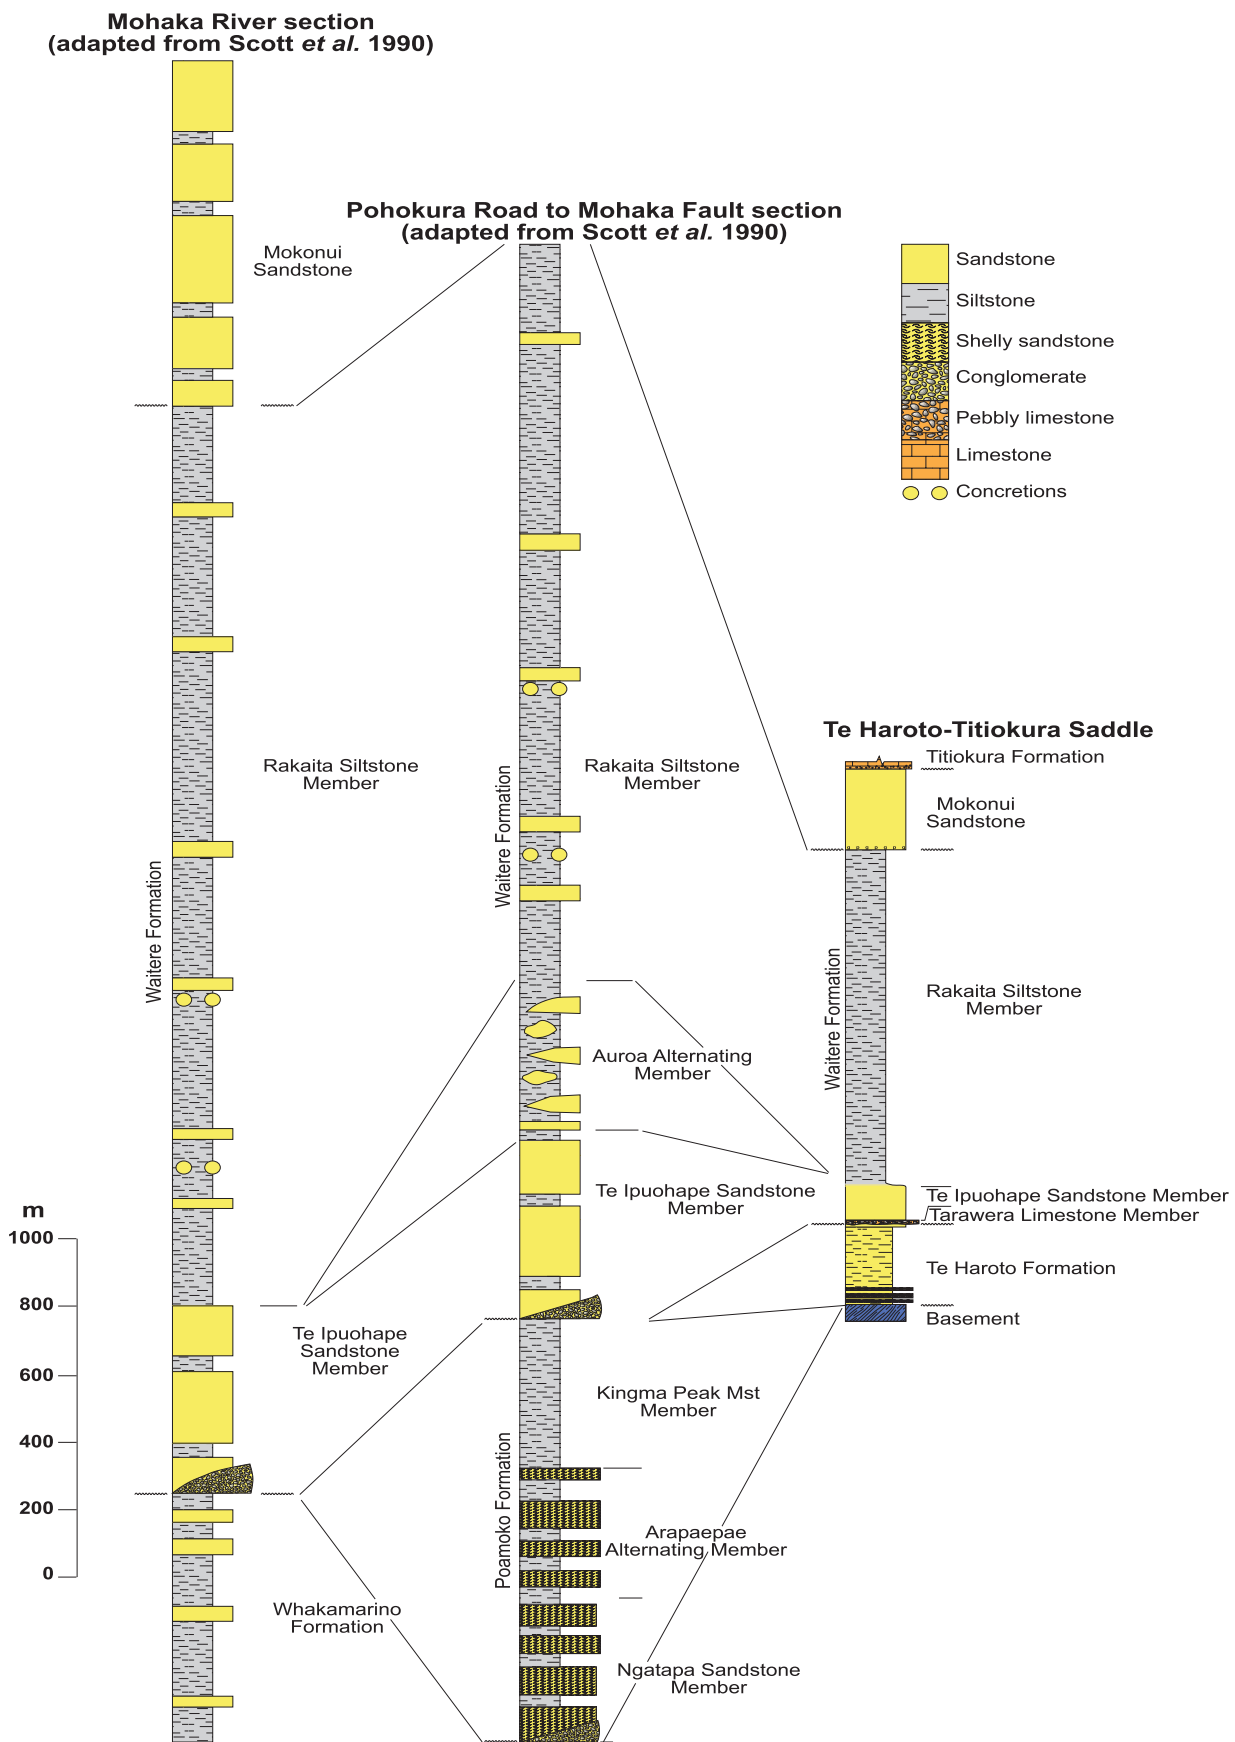 Mohaka River section
(adapted from Scott et al. 1990)
Mokonui
Sandstone
Rakaita Siltstone
Member
Waitere Formation
Te Ipuohape
Sandstone
Member
Whakamarino
Formation
m
1000
800
600
400
200
0
Pohokura Road to Mohaka Fault section
(adapted from Scott et al. 1990)
Rakaita Siltstone
Member
Waitere Formation
Auroa Alternating
Member
Te Ipuohape Sandstone
Member
Kingma Peak Mst
Member
Poamoko Formation
Arapaepae
Alternating Member
Ngatapa Sandstone
Member
Sandstone
Siltstone
Shelly sandstone
Conglomerate
Pebbly limestone
Limestone
Concretions
Te Haroto-Titiokura Saddle
Titiokura Formation
Mokonui
Sandstone
Waitere Formation
Rakaita Siltstone
Member
Te Ipuohape Sandstone Member
Tarawera Limestone Member
Te Haroto Formation
Basement